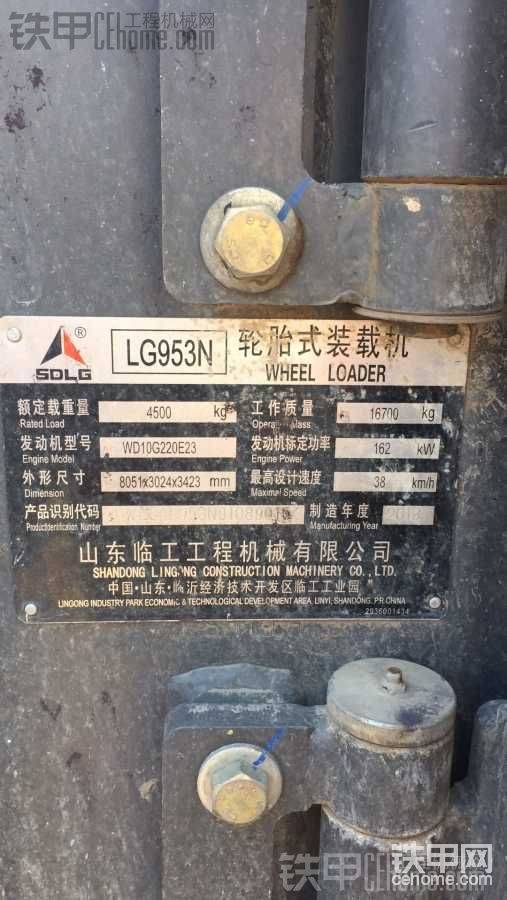 铁甲 工程机械网
CEhome.com
SDLG ®
LG953N
轮胎式装载机
WHEEL LOADER
额定载重量 4500 kg 工作质量 16700 kg
Rated Load
发动机型号 WD10G220E23 发动机标定功率 162 kW
Engine Model Engine Power
外形尺寸 8051x3024x3423 mm 最高设计速度 38 km/h
Dimension Maximal Speed
产品识别代码 制造年度
Productidentification Number Manufacturing Year
山东临工工程机械有限公司
SHANDONG LINGONG CONSTRUCTION MACHINERY CO., LTD.
中国·山东·临沂经济技术开发区临工工业园
LINGONG INDUSTRY PARK ECONOMIC & TECHNOLOGICAL DEVELOPMENT AREA, LINYI, SHANDONG, PR.CHINA
2936001434
铁甲网
cehome.com